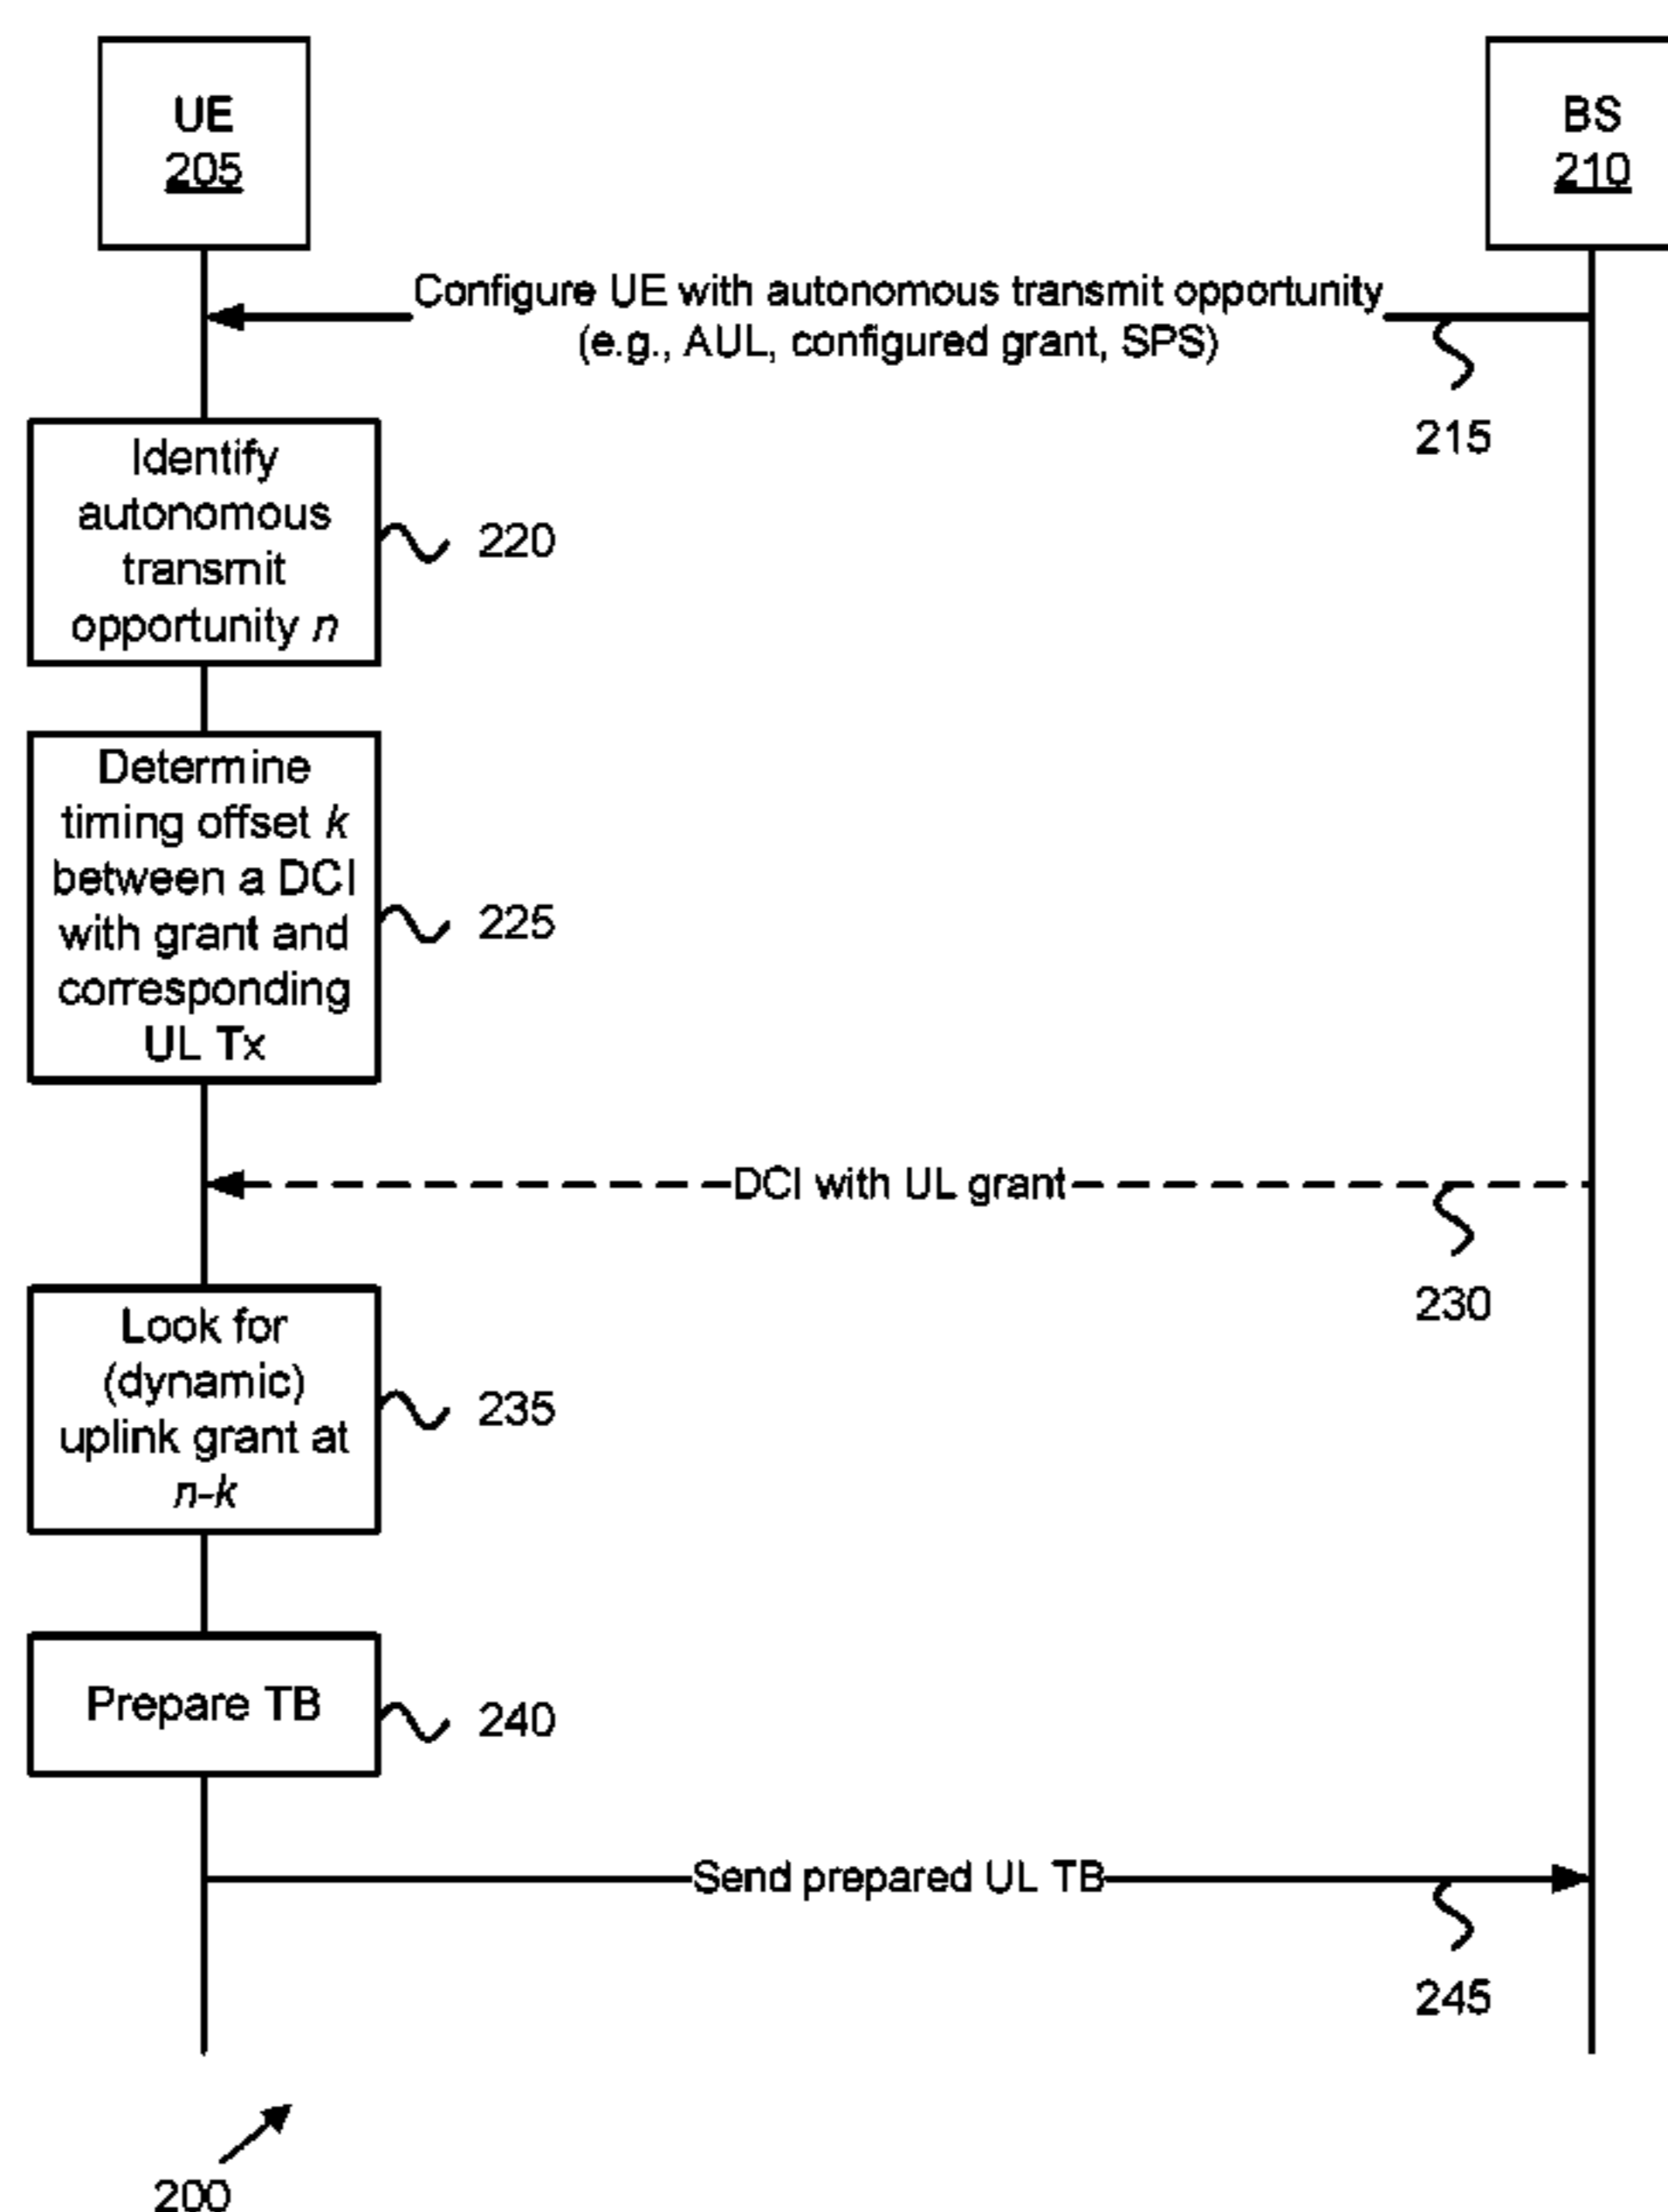 UE
205
BS
210
Configure UE with autonomous transmit opportunity
(e.g., AUL, configured grant, SPS)
215
Identify
autonomous
transmit
opportunity n
220
Determine
timing offset k
between a DCI
with grant and
corresponding
UL Tx
225
DCI with UL grant
230
Look for
(dynamic)
uplink grant at
n-k
235
Prepare TB
240
Send prepared UL TB
245
200